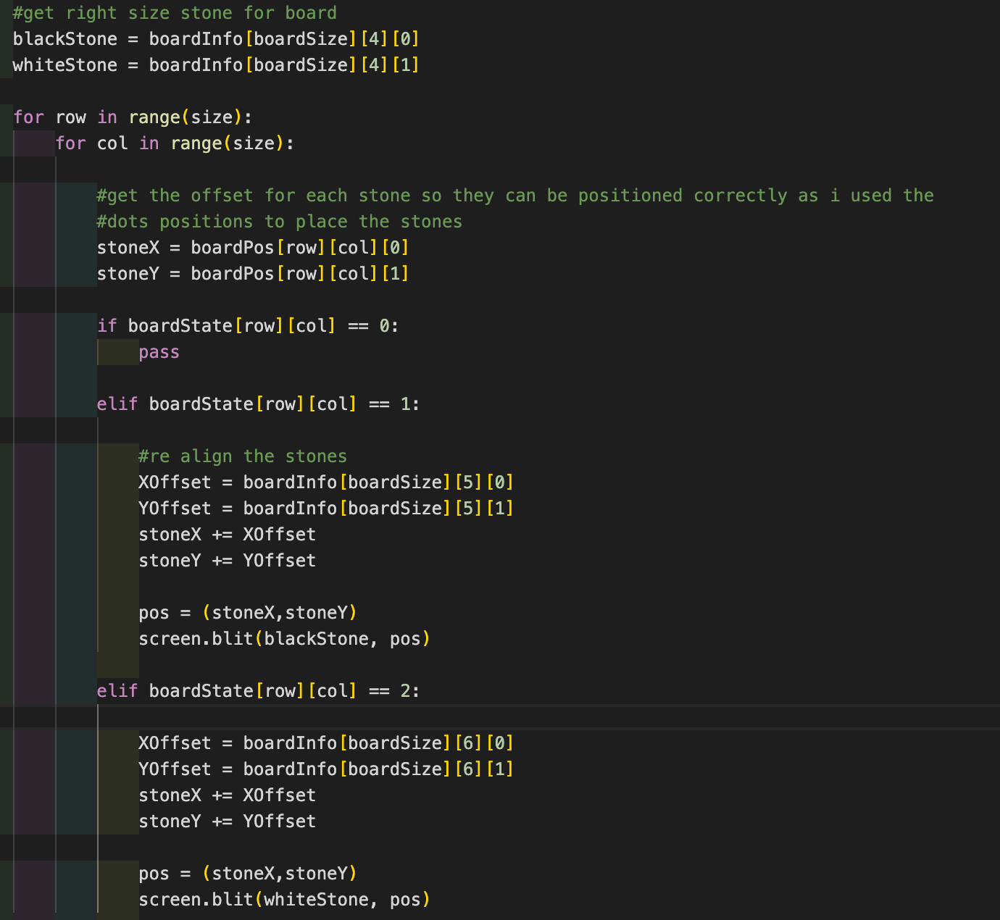 #get right size stone for board
blackStone = boardInfo[boardSize][4][0]
whiteStone = boardInfo[boardSize][4][1]
for row in range(size):
for col in range(size):
#get the offset for each stone so they can be positioned correctly as i used the
#dots positions to place the stones
stoneX = boardPos[row][col][0]
stoneY = boardPos[row][col][1]
if boardState[row][col] == 0:
pass
elif boardState[row][col] == 1:
#re align the stones
XOffset = boardInfo[boardSize][5][0]
YOffset = boardInfo[boardSize][5][1]
stoneX += XOffset
stoneY += YOffset
pos = (stoneX,stoneY)
screen.blit(blackStone, pos)
elif boardState[row][col] == 2:
XOffset = boardInfo[boardSize][6][0]
YOffset = boardInfo[boardSize][6][1]
stoneX += XOffset
stoneY += YOffset
pos = (stoneX,stoneY)
screen.blit(whiteStone, pos)